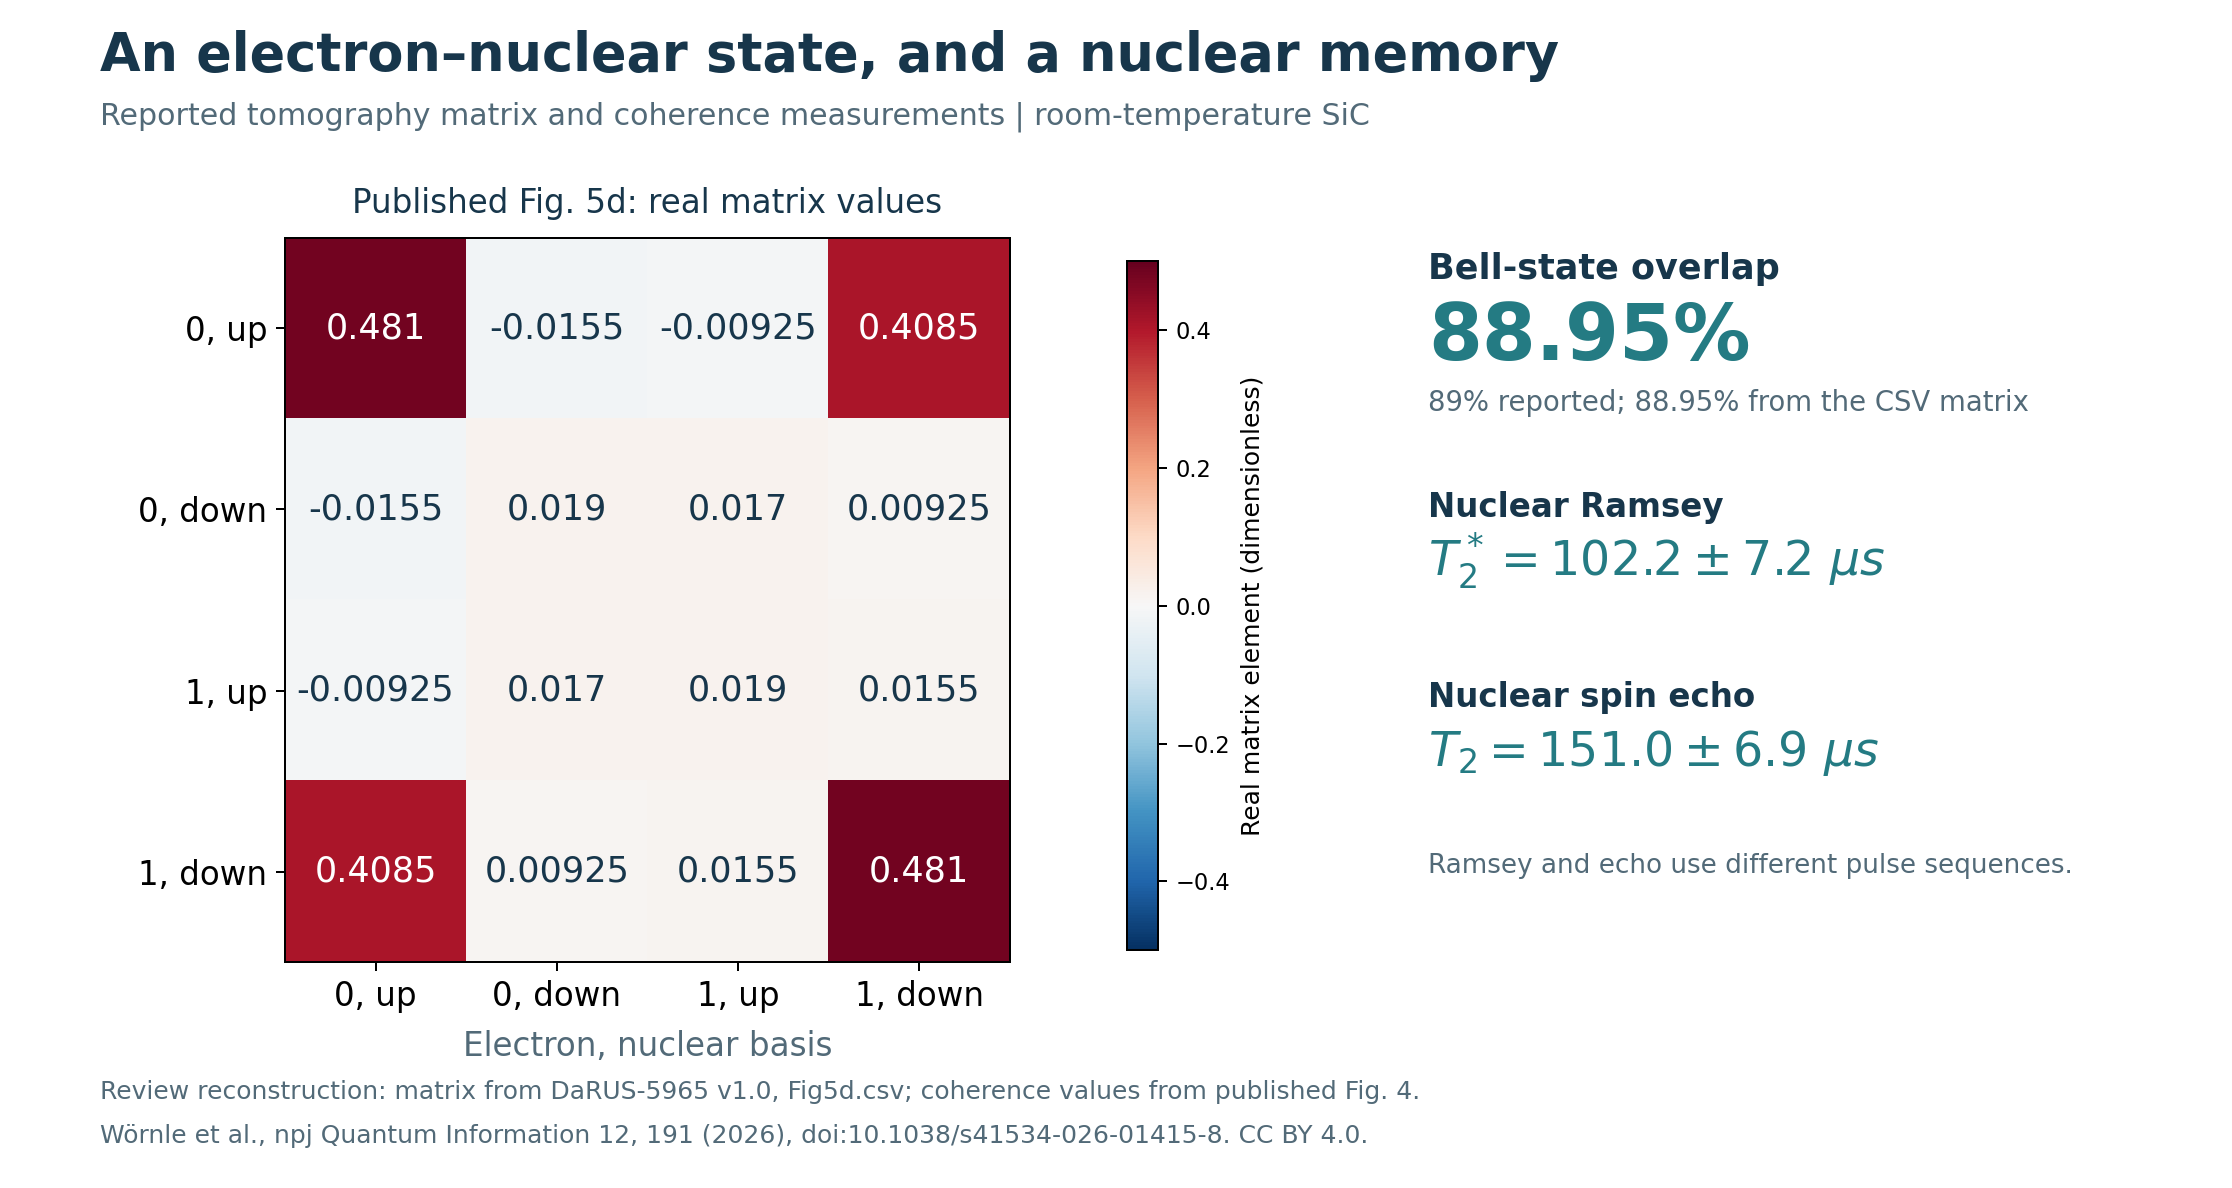 An electron–nuclear state, and a nuclear memory
Reported tomography matrix and coherence measurements | room-temperature SiC
Published Fig. 5d: real matrix values
0, up
0.481 -0.0155 -0.00925 0.4085
0, down
-0.0155 0.019 0.017 0.00925
1, up
-0.00925 0.017 0.019 0.0155
1, down
0.4085 0.00925 0.0155 0.481
0, up 0, down 1, up 1, down
Electron, nuclear basis
0.4
0.2
0.0
−0.2
−0.4
Real matrix element (dimensionless)
Bell-state overlap
88.95%
89% reported; 88.95% from the CSV matrix
Nuclear Ramsey
T₂* = 102.2 ± 7.2 μs
Nuclear spin echo
T₂ = 151.0 ± 6.9 μs
Ramsey and echo use different pulse sequences.
Review reconstruction: matrix from DaRUS-5965 v1.0, Fig5d.csv; coherence values from published Fig. 4.
Wörnle et al., npj Quantum Information 12, 191 (2026), doi:10.1038/s41534-026-01415-8. CC BY 4.0.